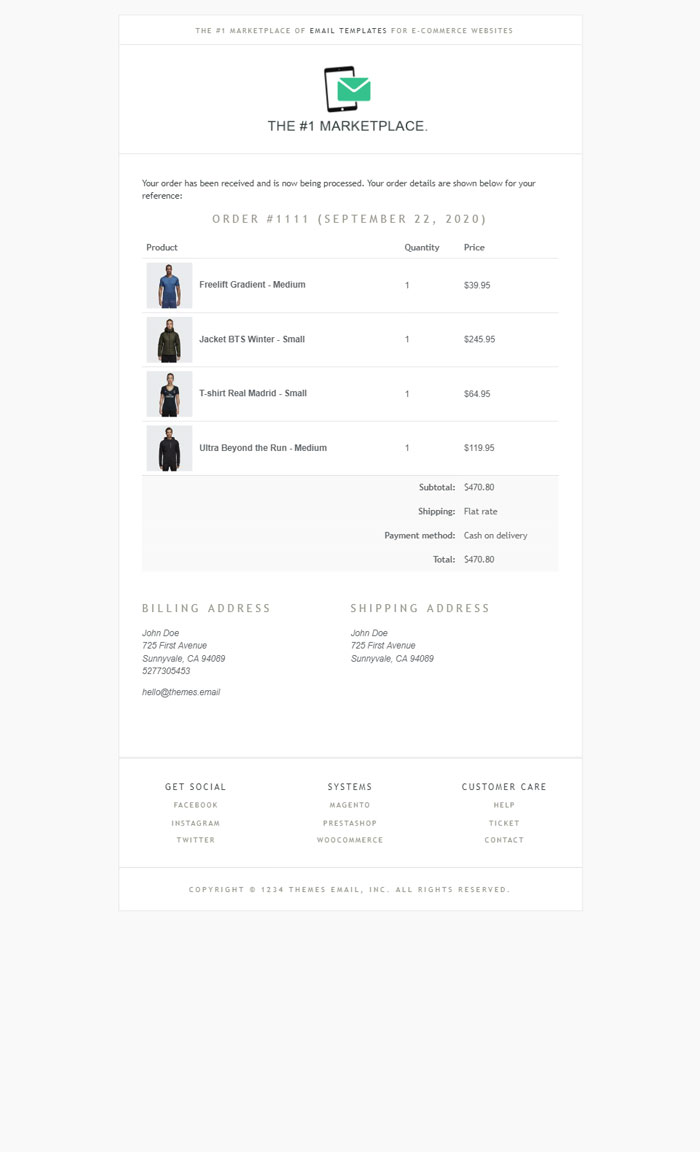 THE #1 MARKETPLACE OF EMAIL TEMPLATES FOR E-COMMERCE WEBSITES
THE #1 MARKETPLACE.
Your order has been received and is now being processed. Your order details are shown below for your
reference:
ORDER #1111 (SEPTEMBER 22, 2020)
Product Quantity Price
Freelift Gradient - Medium 1 $39.95
Jacket BTS Winter - Small 1 $245.95
T-shirt Real Madrid - Small 1 $64.95
Ultra Beyond the Run - Medium 1 $119.95
Subtotal: $470.80
Shipping: Flat rate
Payment method: Cash on delivery
Total: $470.80
BILLING ADDRESS
John Doe
725 First Avenue
Sunnyvale, CA 94089
5277305453
hello@themes.email
SHIPPING ADDRESS
John Doe
725 First Avenue
Sunnyvale, CA 94089
GET SOCIAL
FACEBOOK
INSTAGRAM
TWITTER
SYSTEMS
MAGENTO
PRESTASHOP
WOOCOMMERCE
CUSTOMER CARE
HELP
TICKET
CONTACT
COPYRIGHT © 1234 THEMES EMAIL, INC. ALL RIGHTS RESERVED.